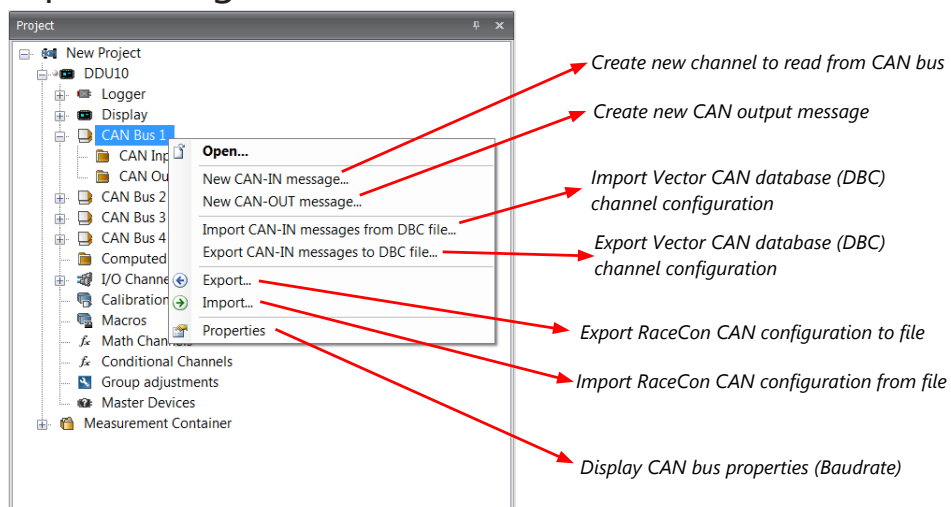 Project
New Project
DDU10
Logger
Display
CAN Bus 1
CAN Inp
CAN Ou
CAN Bus 2
CAN Bus 3
CAN Bus 4
Computed
I/O Channe
Calibration
Macros
fx Math Channels
fx Conditional Channels
Group adjustments
Master Devices
Measurement Container
Open...
New CAN-IN message...
New CAN-OUT message...
Import CAN-IN messages from DBC file...
Export CAN-IN messages to DBC file...
Export...
Import...
Properties
Create new channel to read from CAN bus
Create new CAN output message
Import Vector CAN database (DBC)
channel configuration
Export Vector CAN database (DBC)
channel configuration
Export RaceCon CAN configuration to file
Import RaceCon CAN configuration from file
Display CAN bus properties (Baudrate)